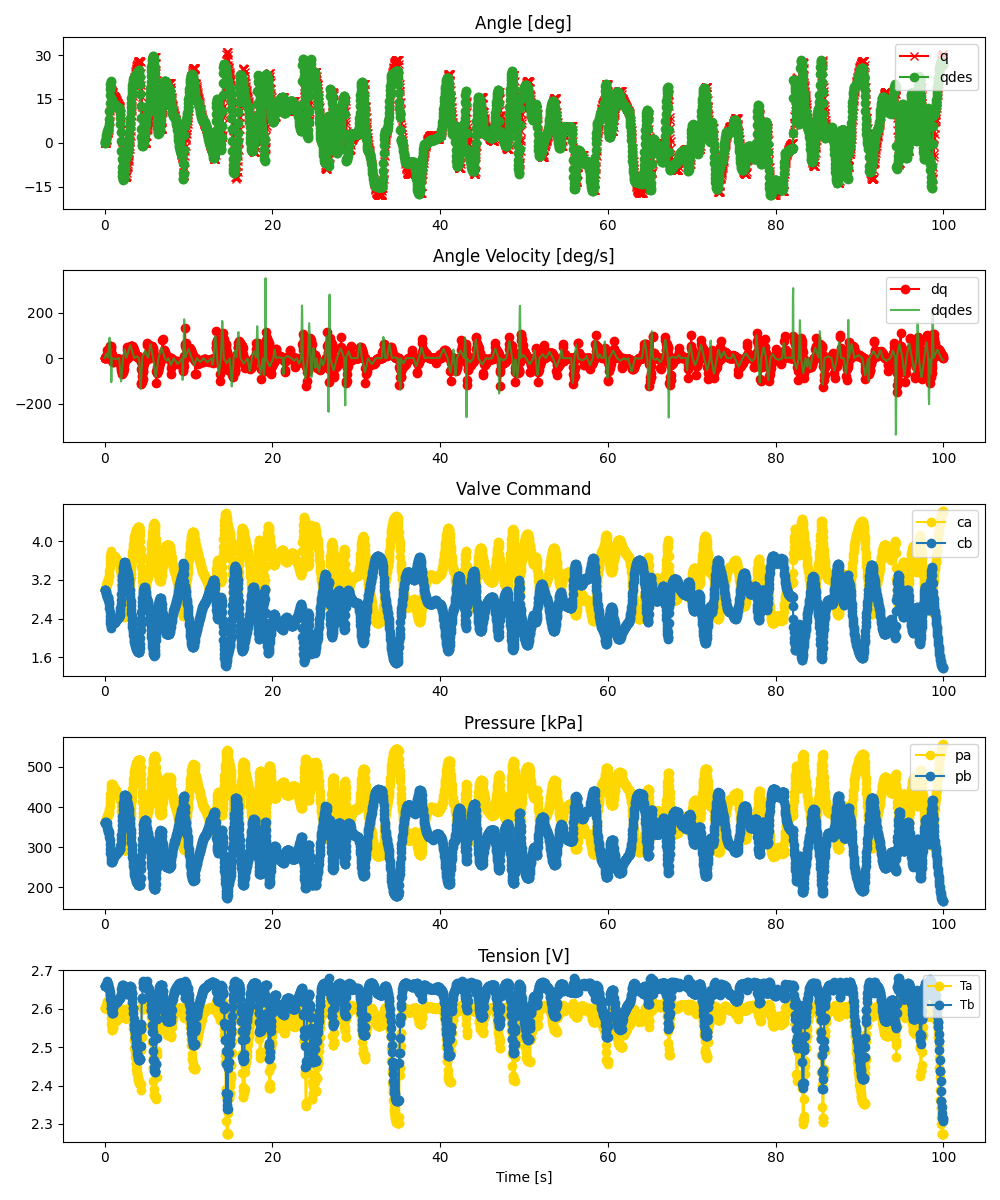 Angle [deg]
30
15
0
−15
q
qdes
0 20 40 60 80 100
Angle Velocity [deg/s]
200
0
−200
dq
dqdes
0 20 40 60 80 100
Valve Command
4.0
3.2
2.4
1.6
ca
cb
0 20 40 60 80 100
Pressure [kPa]
500
400
300
200
pa
pb
0 20 40 60 80 100
Tension [V]
2.7
2.6
2.5
2.4
2.3
Ta
Tb
0 20 40 60 80 100
Time [s]